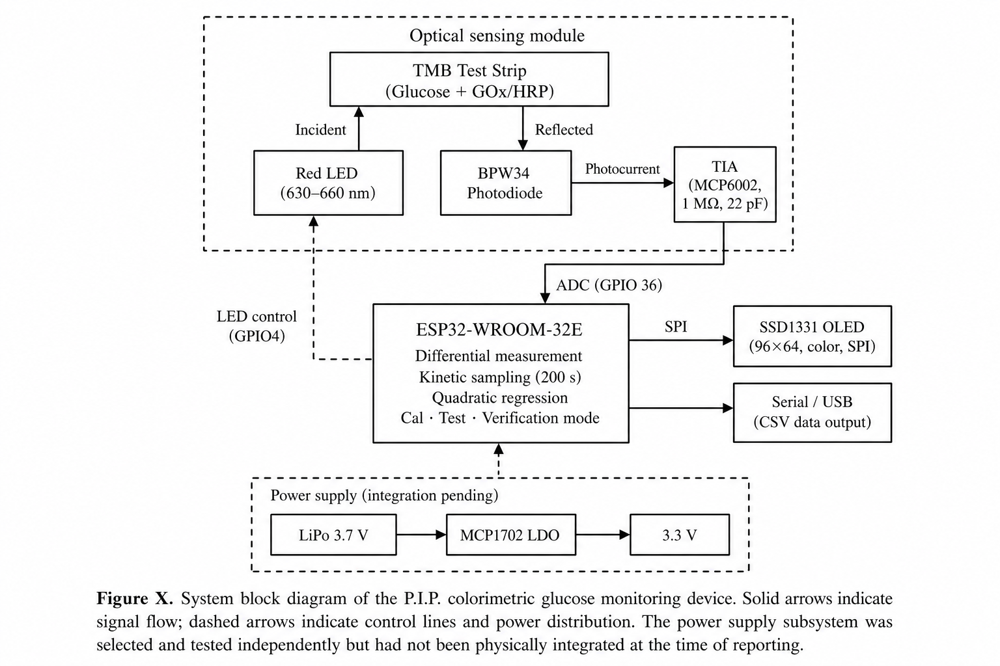 Optical sensing module
TMB Test Strip
(Glucose + GOx/HRP)
Incident
Reflected
Red LED
(630–660 nm)
BPW34
Photodiode
Photocurrent
TIA
(MCP6002,
1 MΩ, 22 pF)
ADC (GPIO 36)
LED control
(GPIO4)
ESP32-WROOM-32E
Differential measurement
Kinetic sampling (200 s)
Quadratic regression
Cal · Test · Verification mode
SPI
SSD1331 OLED
(96×64, color, SPI)
Serial / USB
(CSV data output)
Power supply (integration pending)
LiPo 3.7 V
MCP1702 LDO
3.3 V
Figure X. System block diagram of the P.I.P. colorimetric glucose monitoring device. Solid arrows indicate
signal flow; dashed arrows indicate control lines and power distribution. The power supply subsystem was
selected and tested independently but had not been physically integrated at the time of reporting.